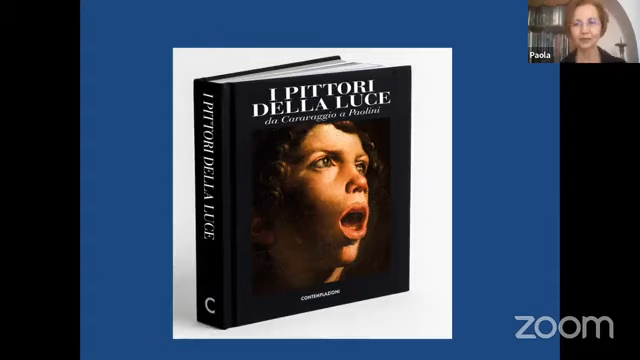 Paola
I PITTORI
DELLA LUCE
da Caravaggio a Paolini
CONTEMPLAZIONI
I PITTORI DELLA LUCE
C
zoom